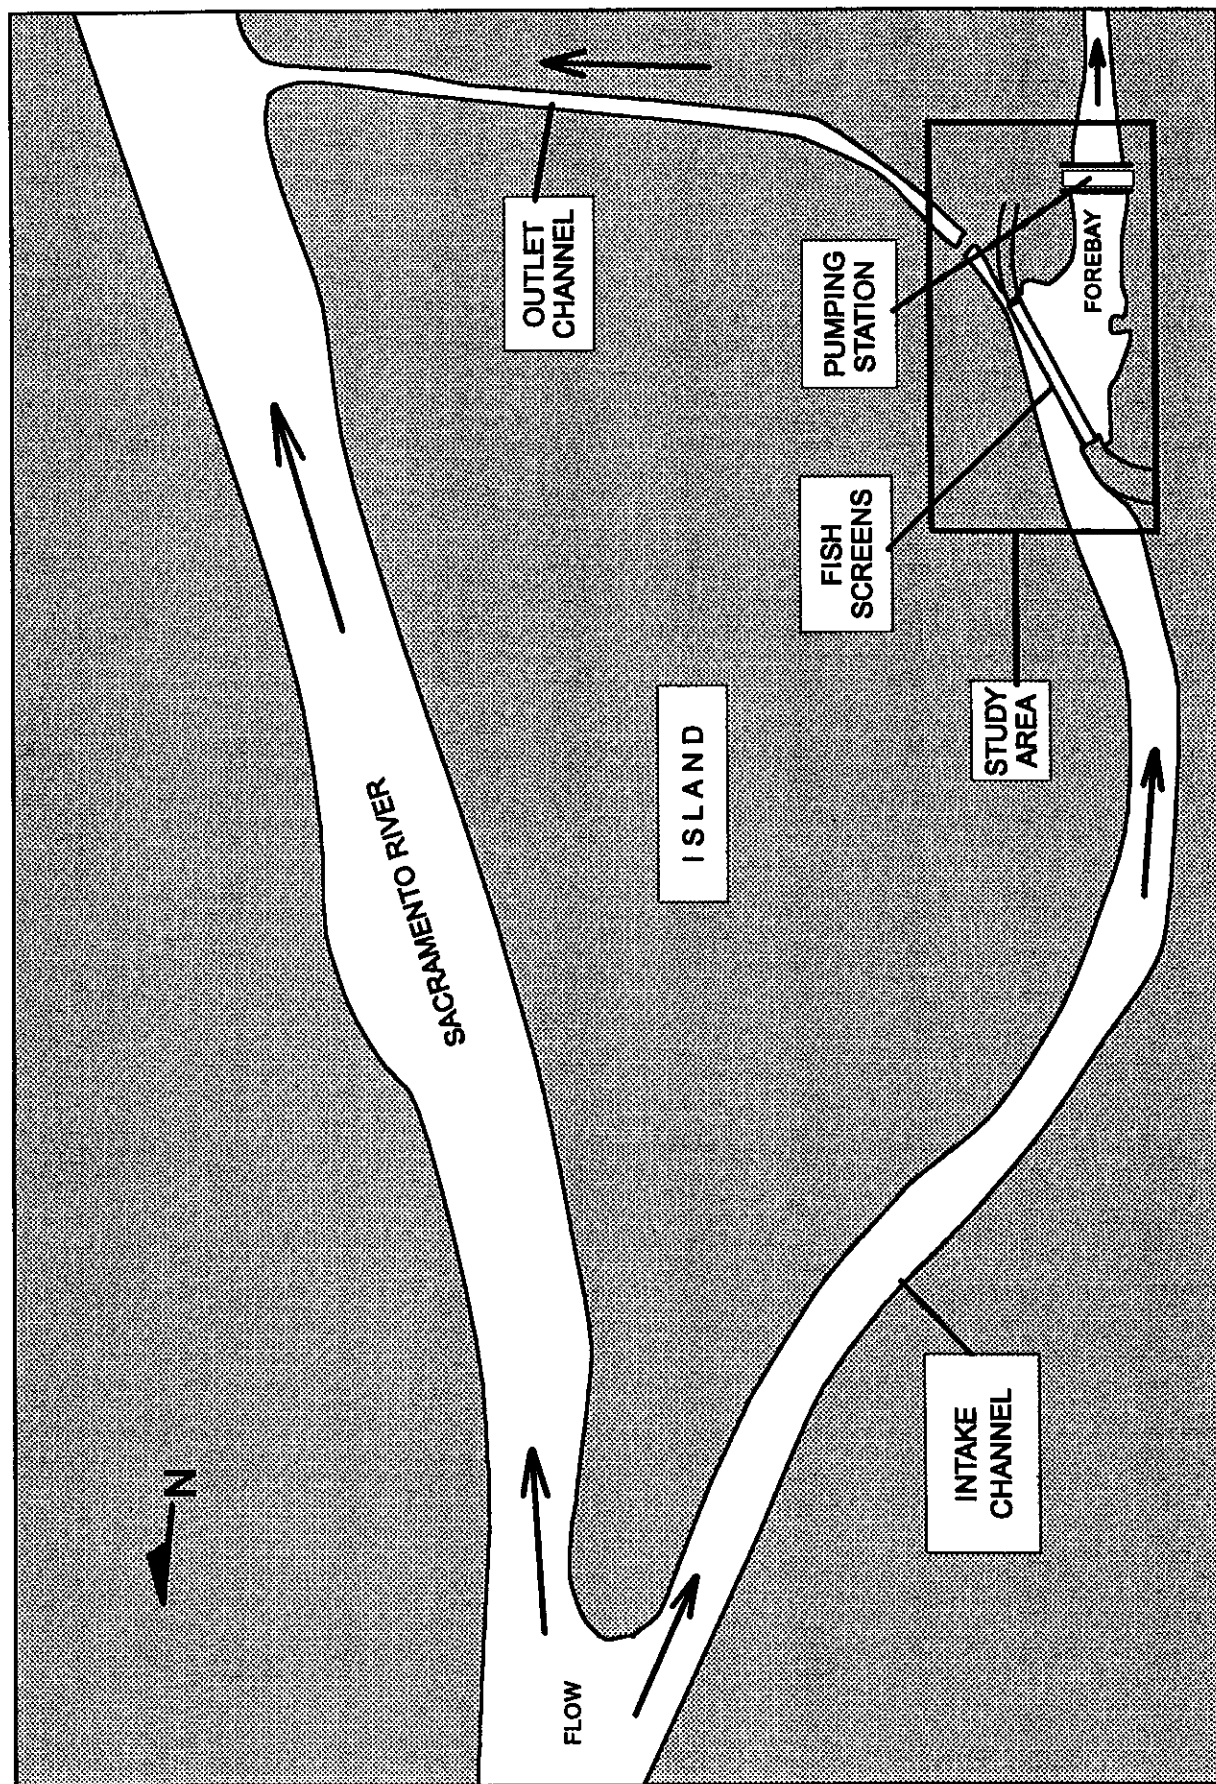 N
SACRAMENTO RIVER
FLOW
ISLAND
OUTLET
CHANNEL
PUMPING
STATION
FOREBAY
FISH
SCREENS
STUDY
AREA
INTAKE
CHANNEL